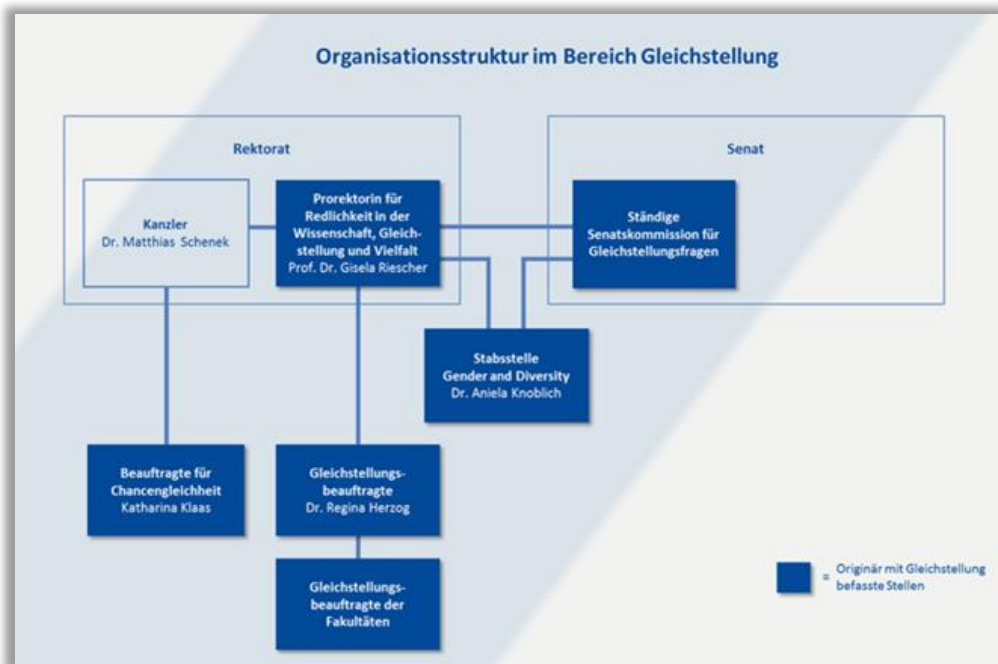 Organisationsstruktur im Bereich Gleichstellung
Rektorat
Senat
Kanzler
Dr. Matthias Schenek
Prorektorin für
Redlichkeit in der
Wissenschaft, Gleich-
stellung und Vielfalt
Prof. Dr. Gisela Riescher
Ständige
Senatskommission für
Gleichstellungsfragen
Stabsstelle
Gender and Diversity
Dr. Aniela Knoblich
Beauftragte für
Chancengleichheit
Katharina Klaas
Gleichstellungs-
beauftragte
Dr. Regina Herzog
Gleichstellungs-
beauftragte der
Fakultäten
= Originär mit Gleichstellung
befasste Stellen